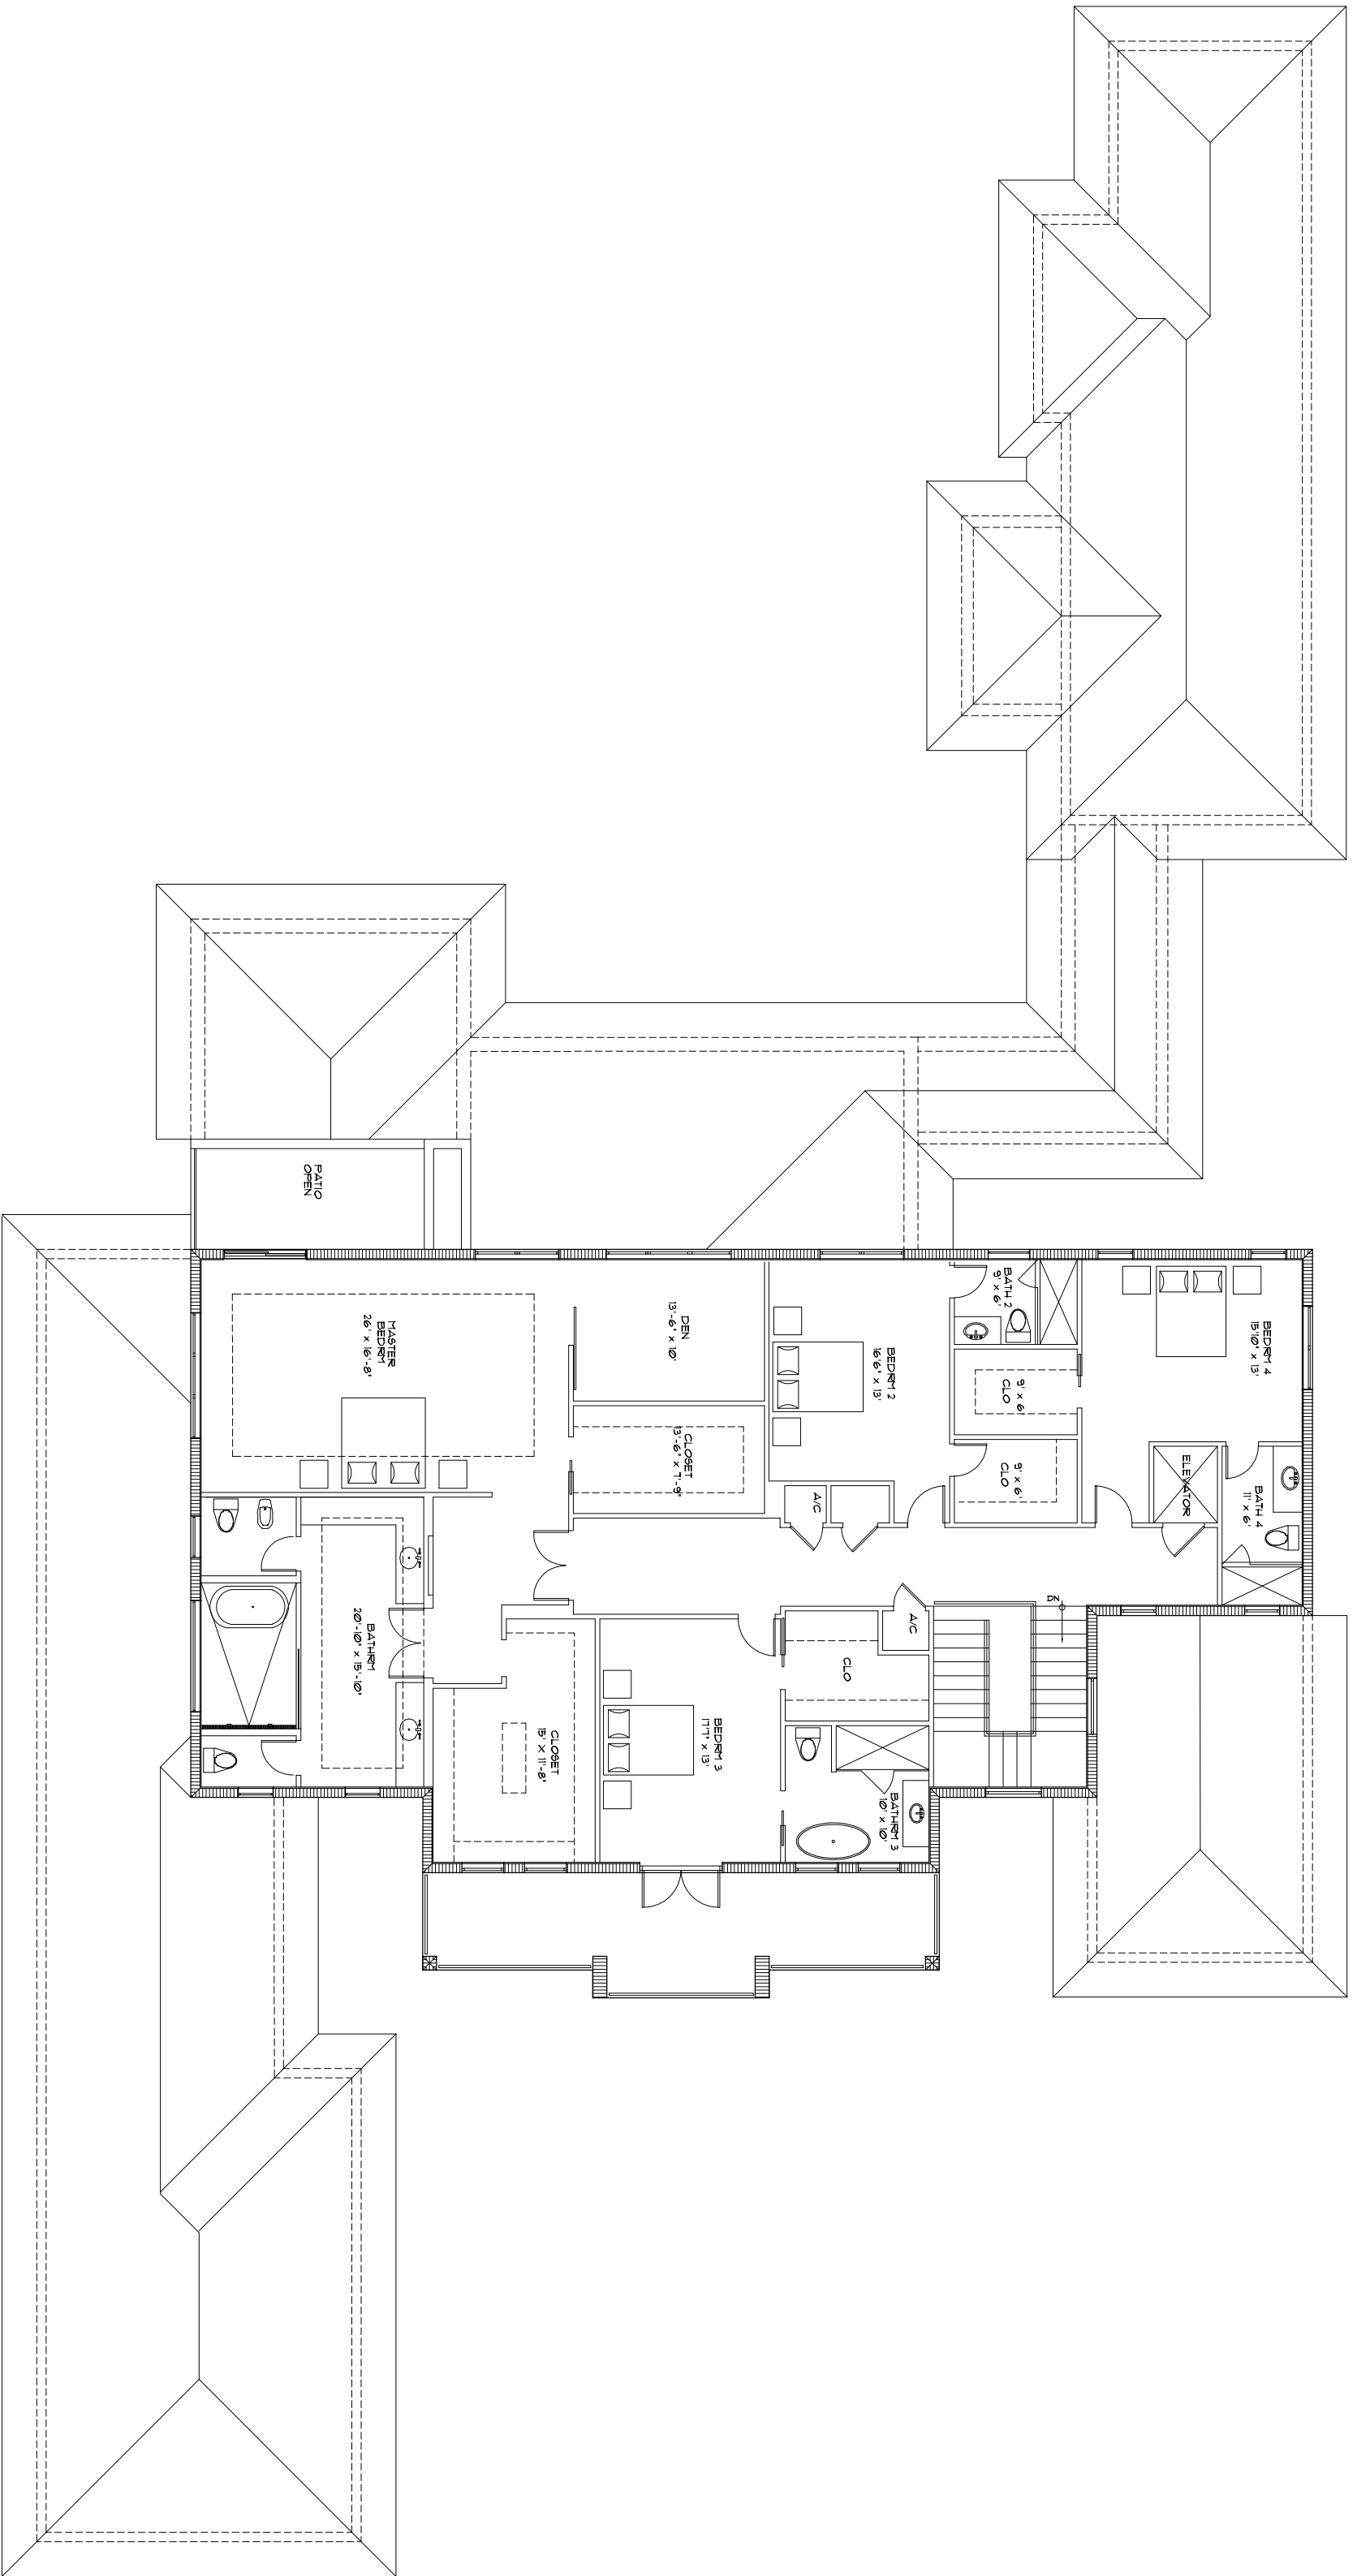 PATIO
OPEN
MASTER
BEDRM
26' x 16'-8"
DEN
13'-6" x 10'
CLOSET
13'-6" x 7'-9"
BEDRM 2
16'6" x 13'
BATH 2
9' x 6'
9' x 6'
CLO
9' x 6'
CLO
BEDRM 4
15'10" x 13'
ELEVATOR
BATH 4
11' x 6'
A/C
A/C
DN
CLO
BATHRM
20'-10" x 15'-10"
CLOSET
15' X 11'-8"
BEDRM 3
17'7" x 13'
BATHRM 3
10' x 10'